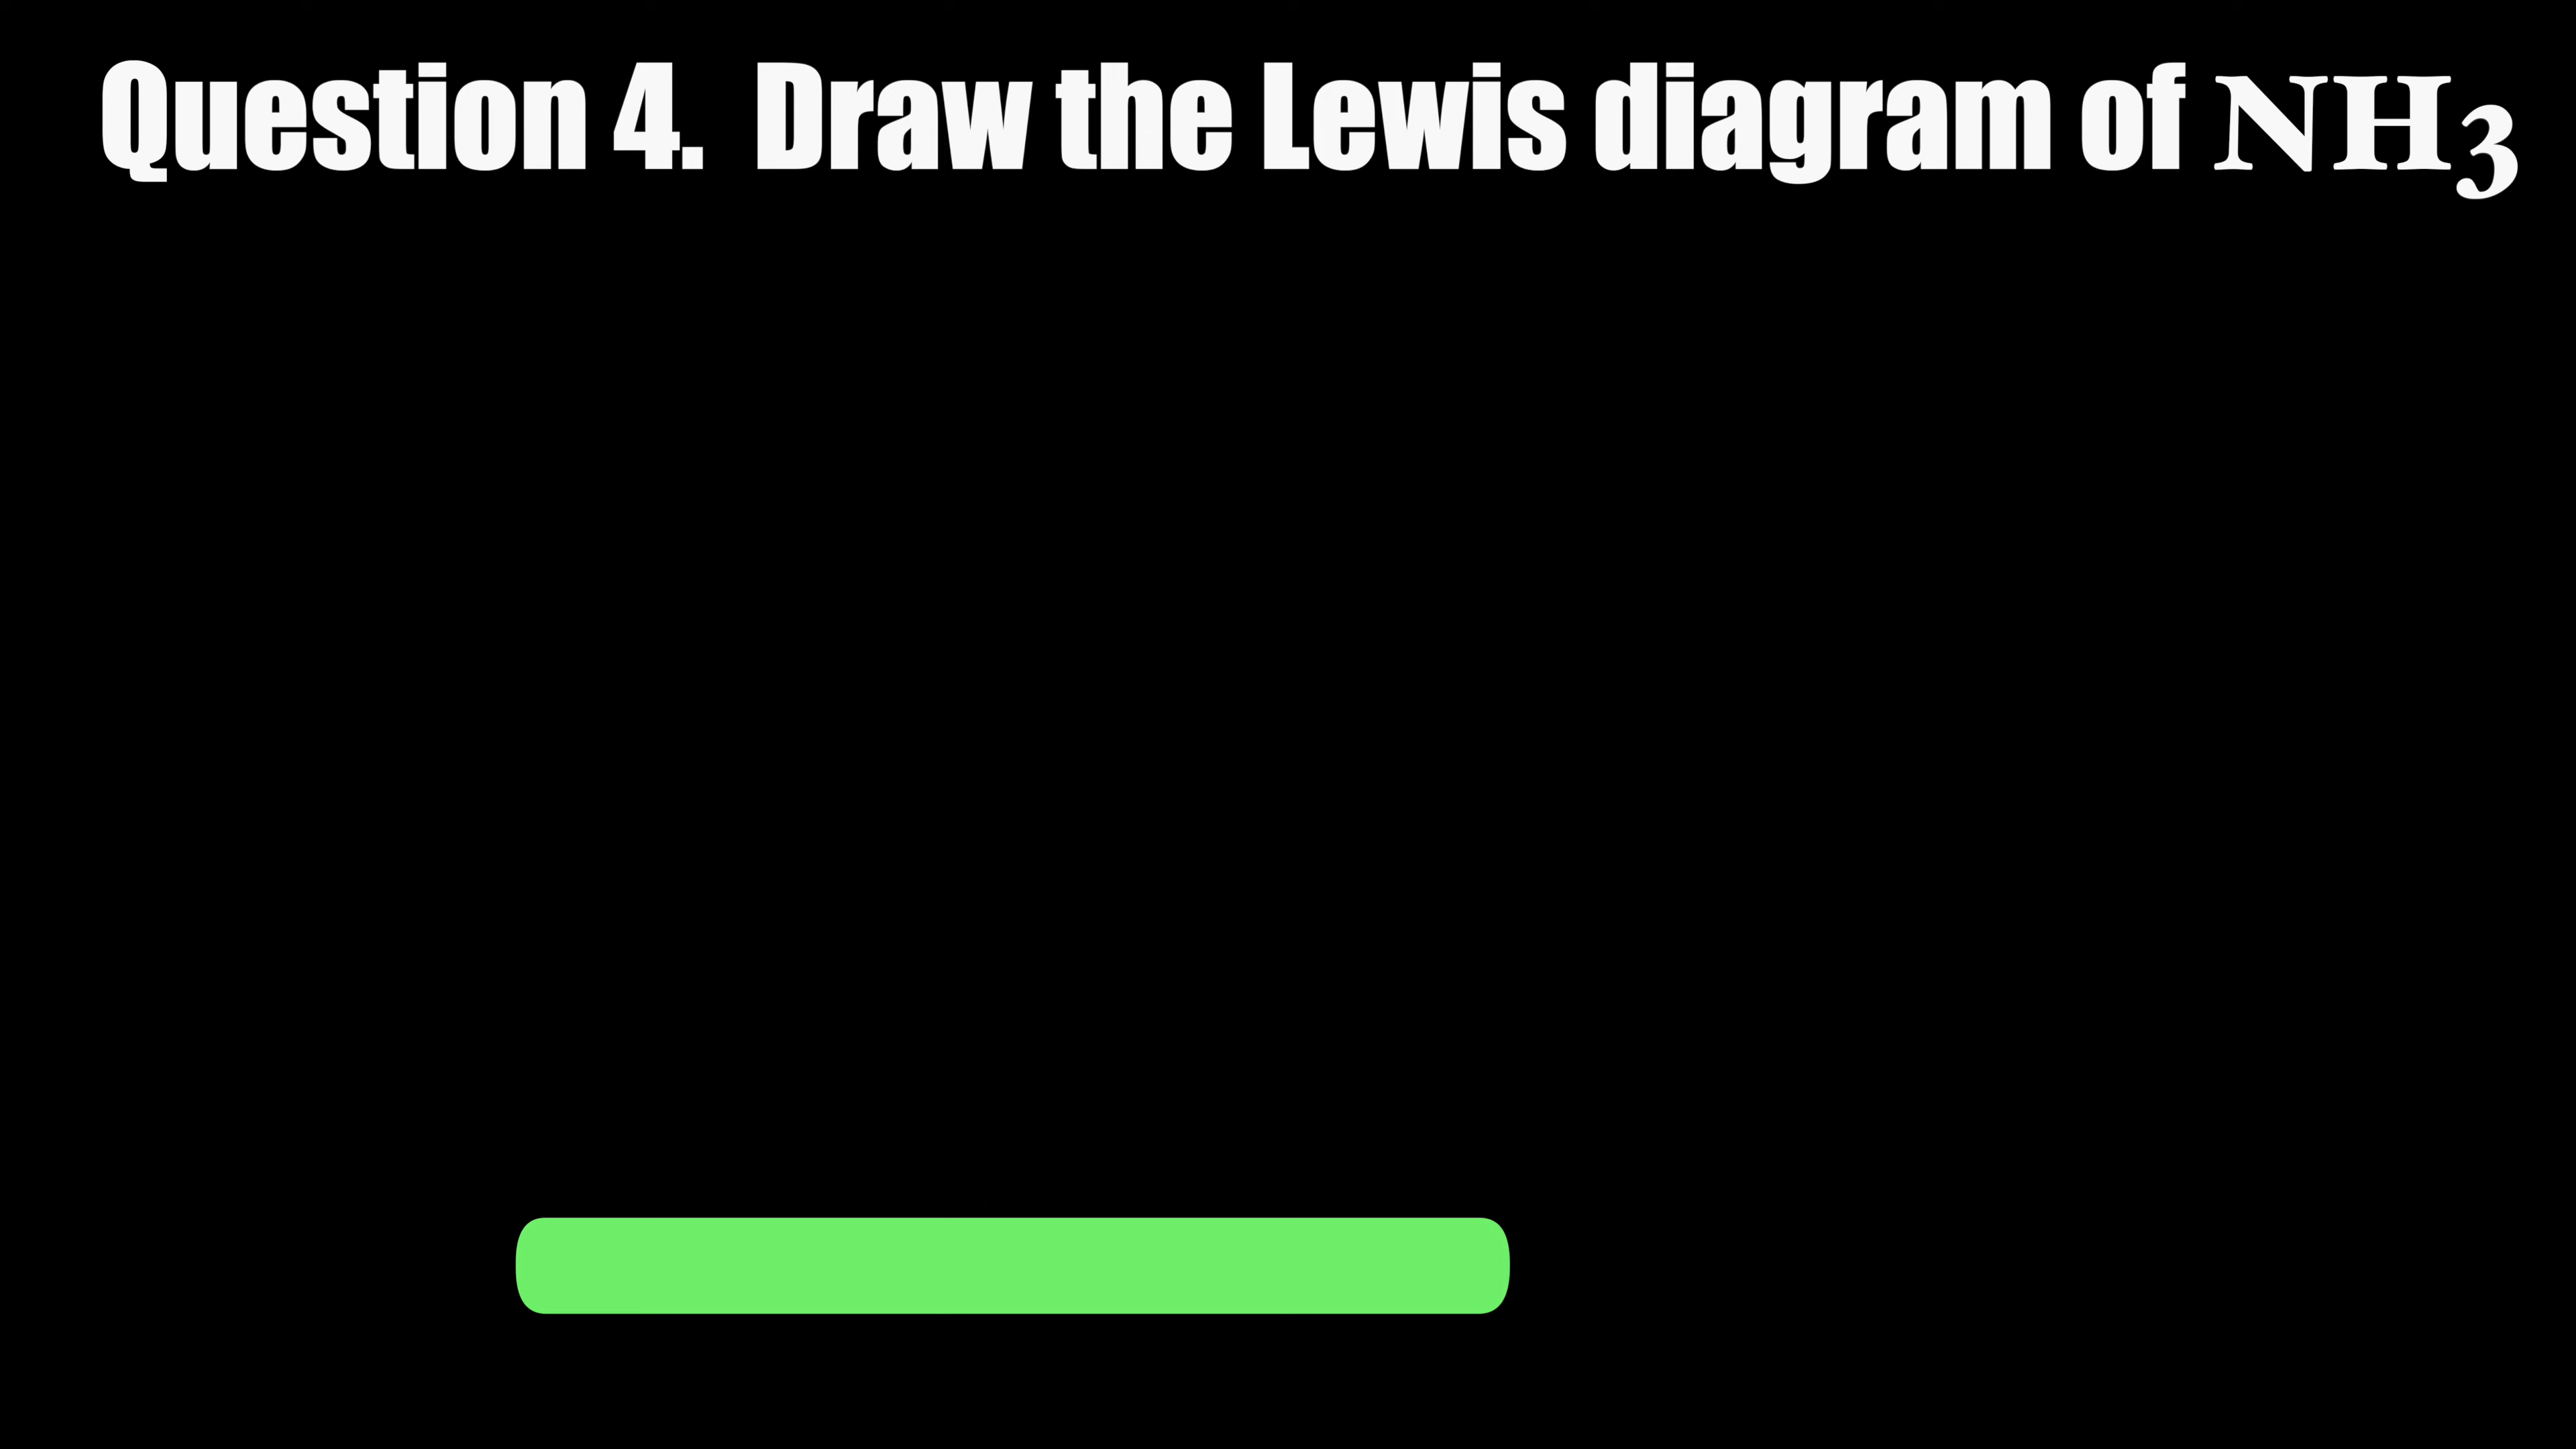 Question 4. Draw the Lewis diagram of NH₃